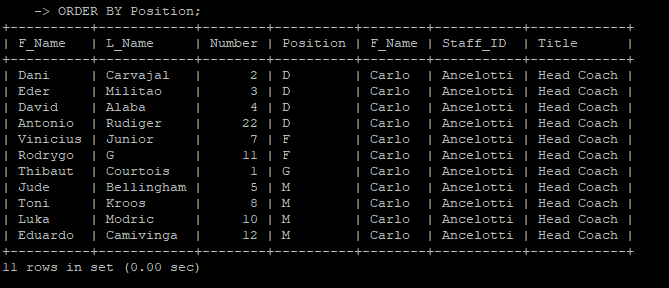 -> ORDER BY Position;
+----------+------------+--------+----------+--------+-----------+------------+
| F_Name   | L_Name     | Number | Position | F_Name | Staff_ID  | Title      |
+----------+------------+--------+----------+--------+-----------+------------+
| Dani     | Carvajal   |      2 | D        | Carlo  | Ancelotti | Head Coach |
| Eder     | Militao    |      3 | D        | Carlo  | Ancelotti | Head Coach |
| David    | Alaba      |      4 | D        | Carlo  | Ancelotti | Head Coach |
| Antonio  | Rudiger    |     22 | D        | Carlo  | Ancelotti | Head Coach |
| Vinicius | Junior     |      7 | F        | Carlo  | Ancelotti | Head Coach |
| Rodrygo  | G          |     11 | F        | Carlo  | Ancelotti | Head Coach |
| Thibaut  | Courtois   |      1 | G        | Carlo  | Ancelotti | Head Coach |
| Jude     | Bellingham |      5 | M        | Carlo  | Ancelotti | Head Coach |
| Toni     | Kroos      |      8 | M        | Carlo  | Ancelotti | Head Coach |
| Luka     | Modric     |     10 | M        | Carlo  | Ancelotti | Head Coach |
| Eduardo  | Camivinga  |     12 | M        | Carlo  | Ancelotti | Head Coach |
+----------+------------+--------+----------+--------+-----------+------------+
11 rows in set (0.00 sec)